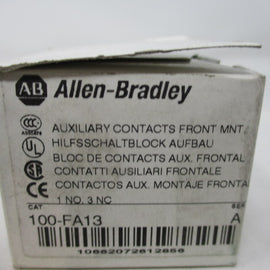 AB Allen-Bradley
AUXILIARY CONTACTS FRONT MNT.
HILFSSCHALTBLOCK AUFBAU
BLOC DE CONTACTS AUX. FRONTAL
CONTATTI AUSILIARI FRONTALE
CONTACTOS AUX. MONTAJE FRONTAL
1 NO. 3 NC
CAT
100-FA13 A
10662072612856